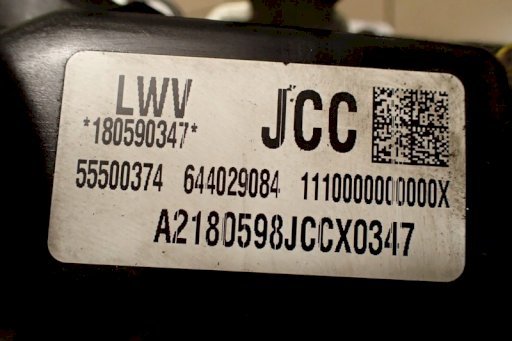 LWV JCC
*180590347*
55500374 644029084 1110000000000X
A2180598JCCX0347